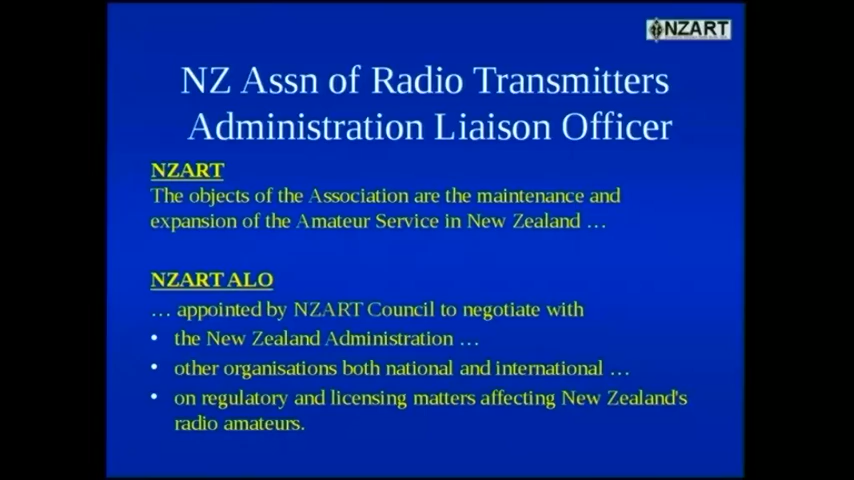 NZART
NZ Assn of Radio Transmitters
Administration Liaison Officer
NZART
The objects of the Association are the maintenance and
expansion of the Amateur Service in New Zealand …
NZART ALO
… appointed by NZART Council to negotiate with
• the New Zealand Administration …
• other organisations both national and international …
• on regulatory and licensing matters affecting New Zealand's
radio amateurs.